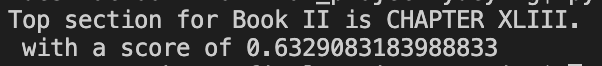 Top section for Book II is CHAPTER XLIII.
with a score of 0.6329083183988833